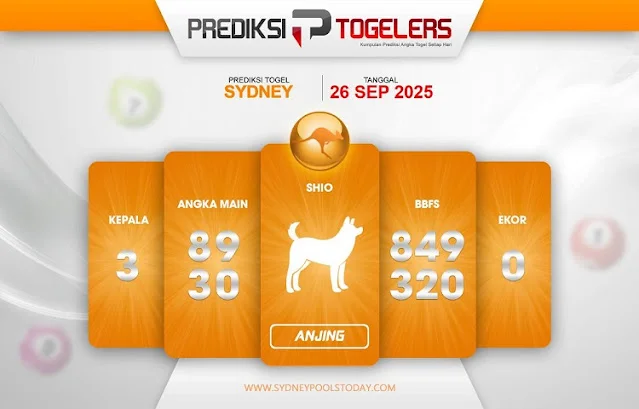 PREDIKSI TP TOGELERS
Kumpulan Prediksi Angka Togel Setiap Hari
PREDIKSI TOGEL
SYDNEY
TANGGAL
26 SEP 2025
KEPALA
3
ANGKA MAIN
89
30
SHIO
ANJING
BBFS
849
320
EKOR
0
WWW.SYDNEYPOOLSTODAY.COM